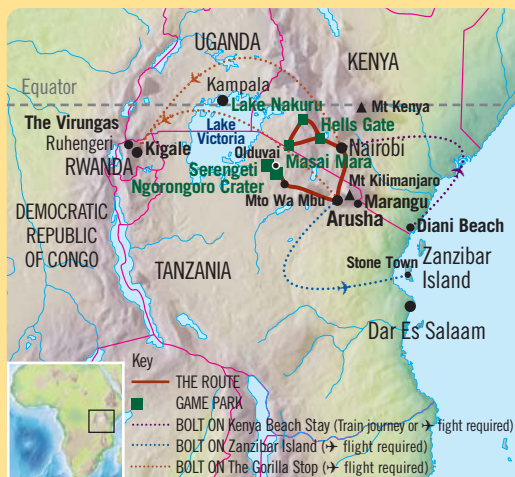 UGANDA
KENYA
Equator
Kampala
Lake Nakuru
Mt Kenya
Hells Gate
The Virungas
Lake
Victoria
Olduvai
Nairobi
Ruhengeri
Kigale
Masai Mara
RWANDA
Serengeti
Mt Kilimanjaro
Ngorongoro Crater
Mto Wa Mbu
Marangu
Arusha
DEMOCRATIC
REPUBLIC
OF CONGO
Diani Beach
TANZANIA
Stone Town
Zanzibar
Island
Dar Es Salaam
Key
THE ROUTE
GAME PARK
BOLT ON Kenya Beach Stay (Train journey or ✈ fight required)
BOLT ON Zanzibar Island (✈ flight required)
BOLT ON The Gorilla Stop (✈ flight required)